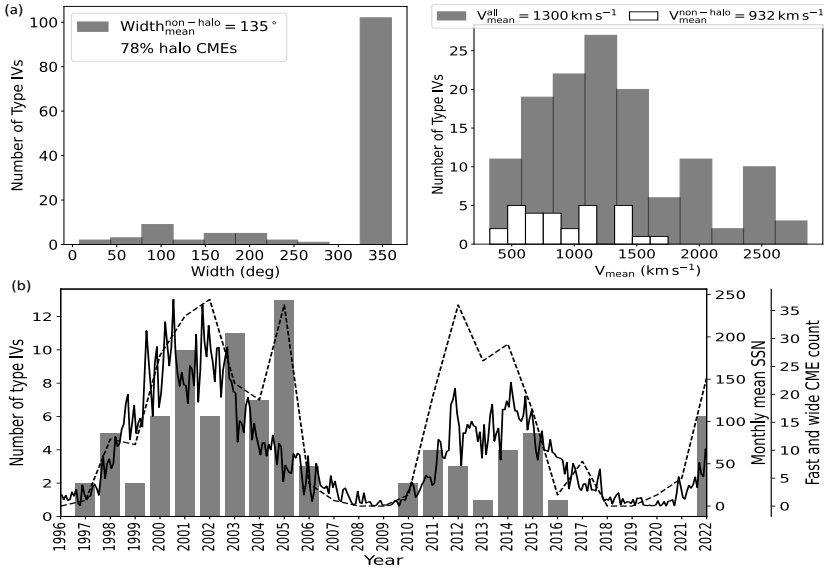 (a)
Width_mean^non−halo = 135°
78% halo CMEs
100
80
60
40
20
0
Number of Type IVs
0 50 100 150 200 250 300 350
Width (deg)
V_mean^all = 1300 km s⁻¹ V_mean^non−halo = 932 km s⁻¹
25
20
15
10
5
0
Number of Type IVs
500 1000 1500 2000 2500
V_mean (km s⁻¹)
(b)
12
10
8
6
4
2
0
Number of type IVs
250
200
150
100
50
0
Monthly mean SSN
35
30
25
20
15
10
5
0
Fast and wide CME count
1996 1997 1998 1999 2000 2001 2002 2003 2004 2005 2006 2007 2008 2009 2010 2011 2012 2013 2014 2015 2016 2017 2018 2019 2020 2021 2022
Year